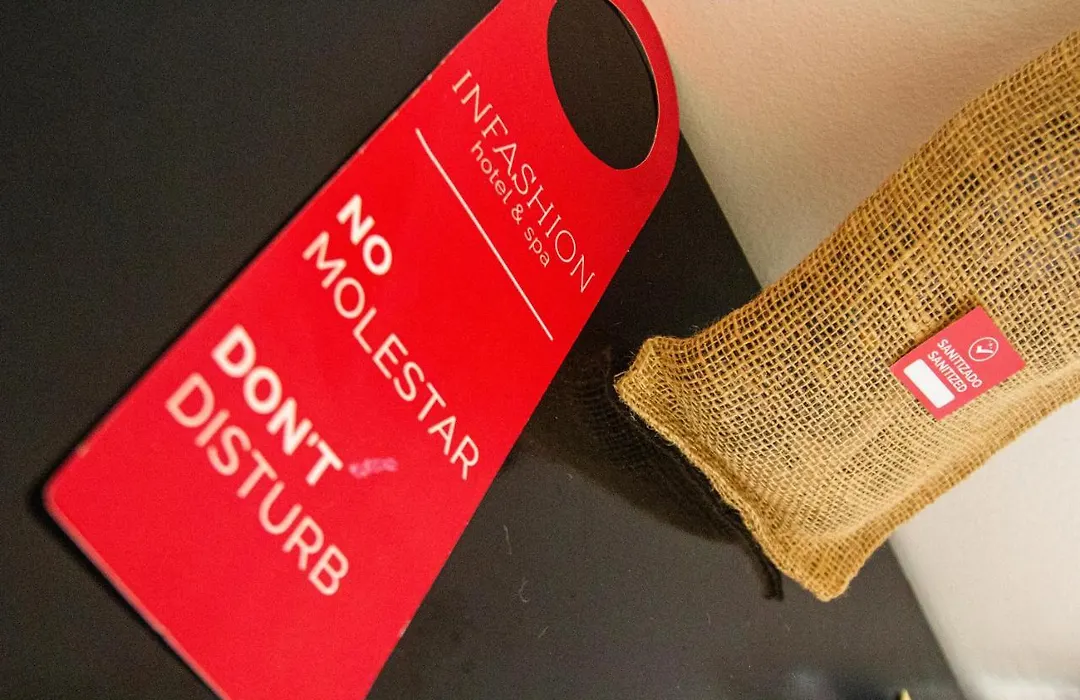 INFASHION
hotel & spa
NO
MOLESTAR
DON'T
DISTURB
SANITIZADO
SANITIZED